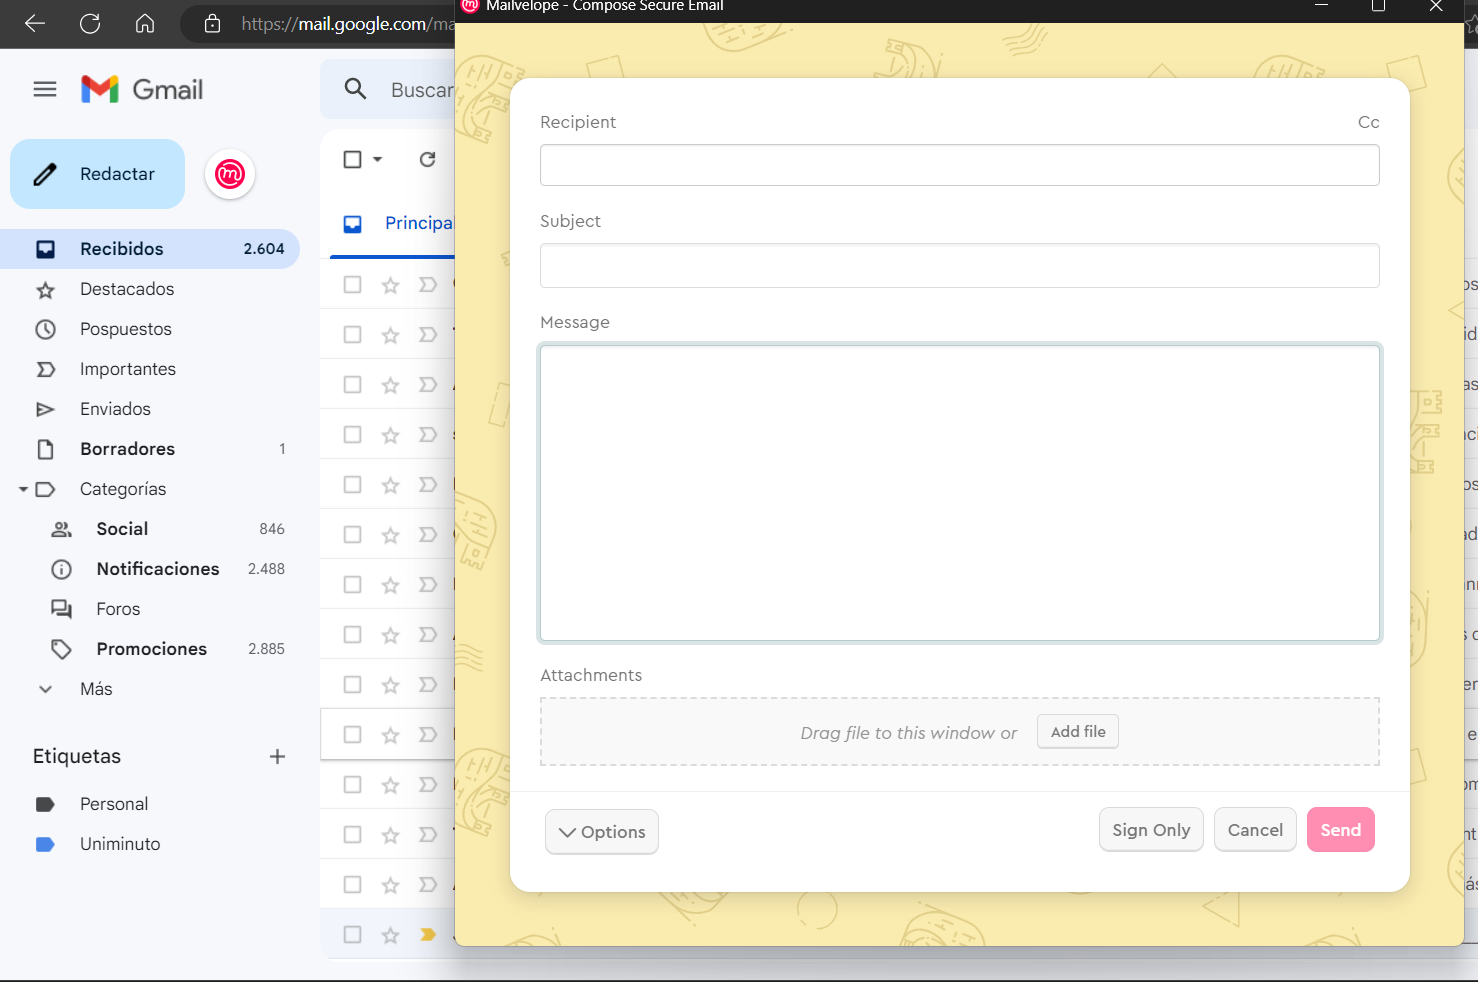 Mailvelope - Compose Secure Email
https://mail.google.com/ma
Gmail
Buscar
Redactar
Principal
Recibidos 2.604
Destacados
Pospuestos
Importantes
Enviados
Borradores 1
Categorías
Social 846
Notificaciones 2.488
Foros
Promociones 2.885
Más
Etiquetas
Personal
Uniminuto
Recipient Cc
Subject
Message
Attachments
Drag file to this window or Add file
Options
Sign Only Cancel Send